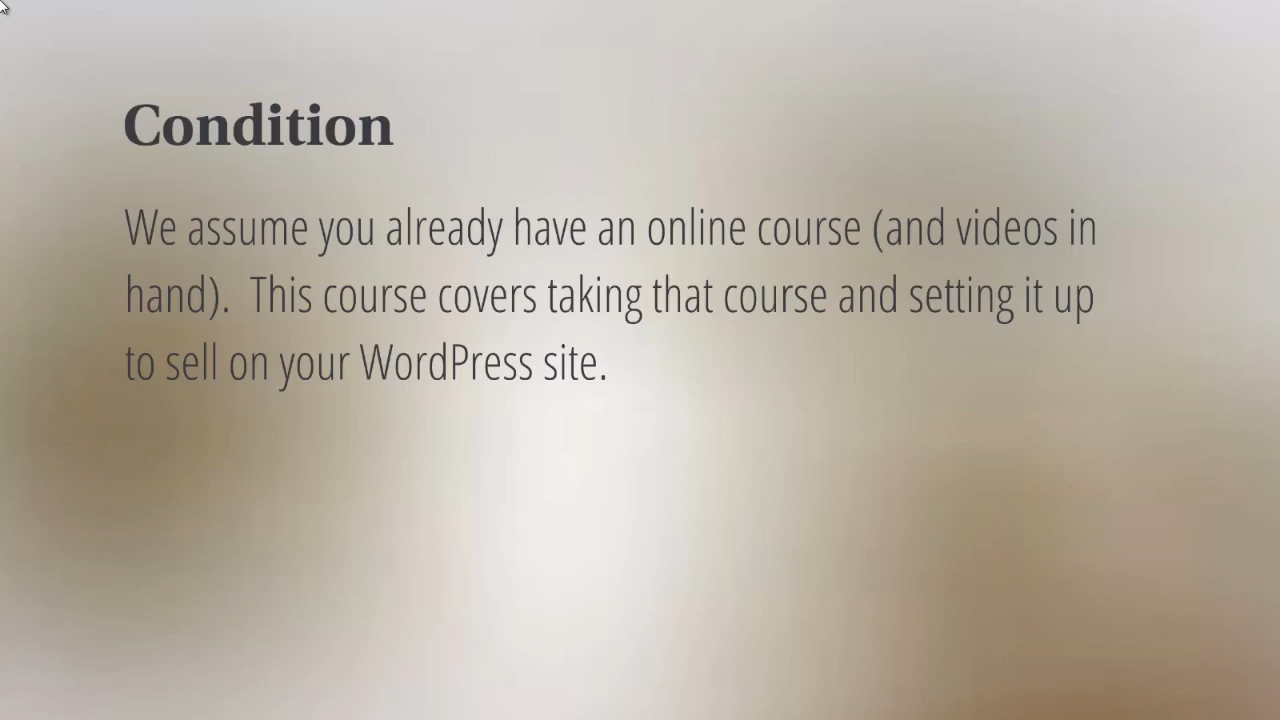 Condition
We assume you already have an online course (and videos in
hand).  This course covers taking that course and setting it up
to sell on your WordPress site.